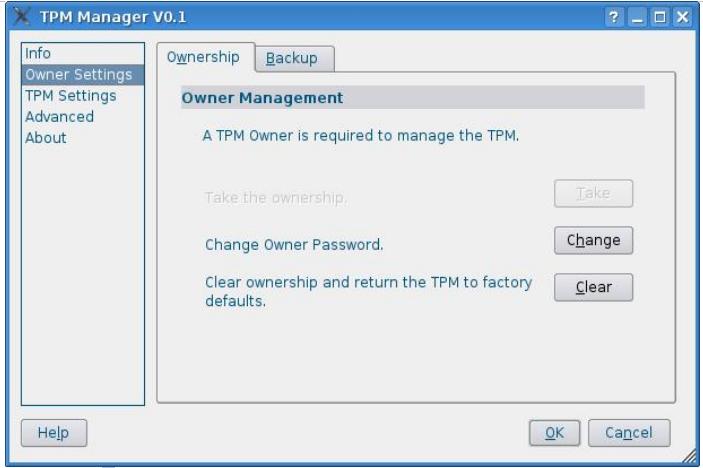 TPM Manager V0.1
Info
Owner Settings
TPM Settings
Advanced
About
Ownership Backup
Owner Management
A TPM Owner is required to manage the TPM.
Take the ownership. Take
Change Owner Password. Change
Clear ownership and return the TPM to factory
defaults. Clear
Help OK Cancel